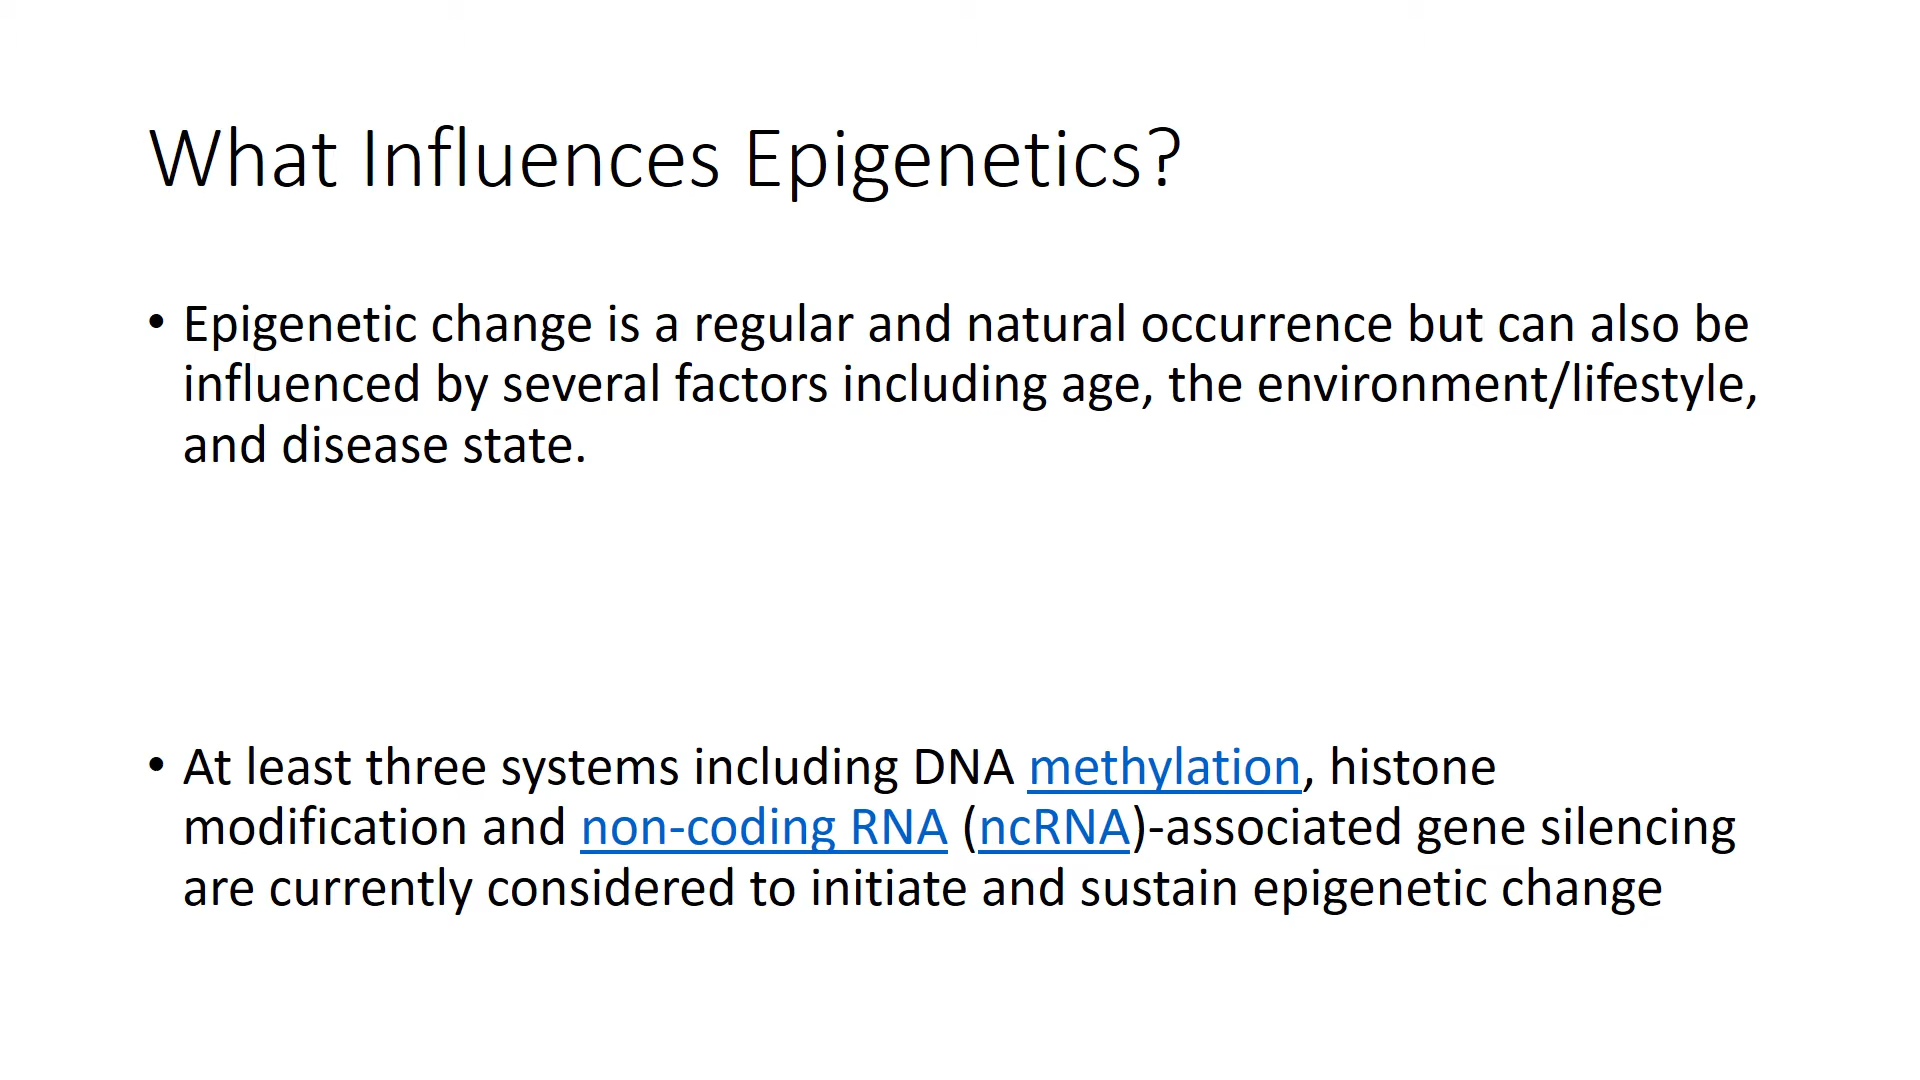 What Influences Epigenetics?
• Epigenetic change is a regular and natural occurrence but can also be
influenced by several factors including age, the environment/lifestyle,
and disease state.
• At least three systems including DNA methylation, histone
modification and non-coding RNA (ncRNA)-associated gene silencing
are currently considered to initiate and sustain epigenetic change